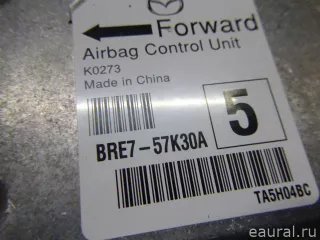 Forward
Airbag Control Unit
K0273
Made in China
5
BRE7-57K30A
TA5H04BC
eaural.ru